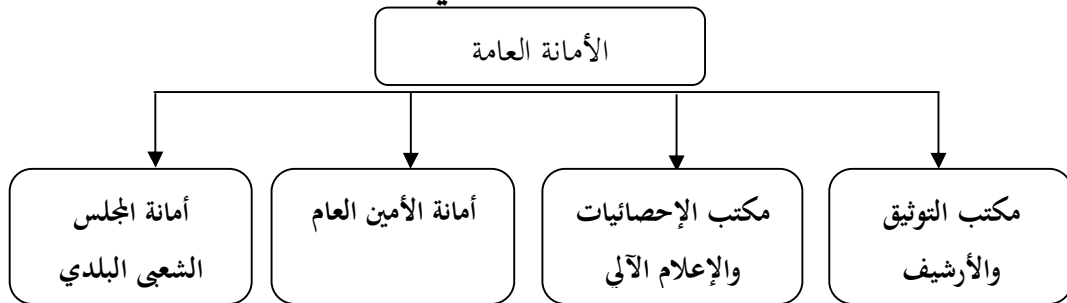 الأمانة العامة
مكتب التوثيق
والأرشيف
مكتب الإحصائيات
والإعلام الآلي
أمانة الأمين العام
أمانة المجلس
الشعبي البلدي